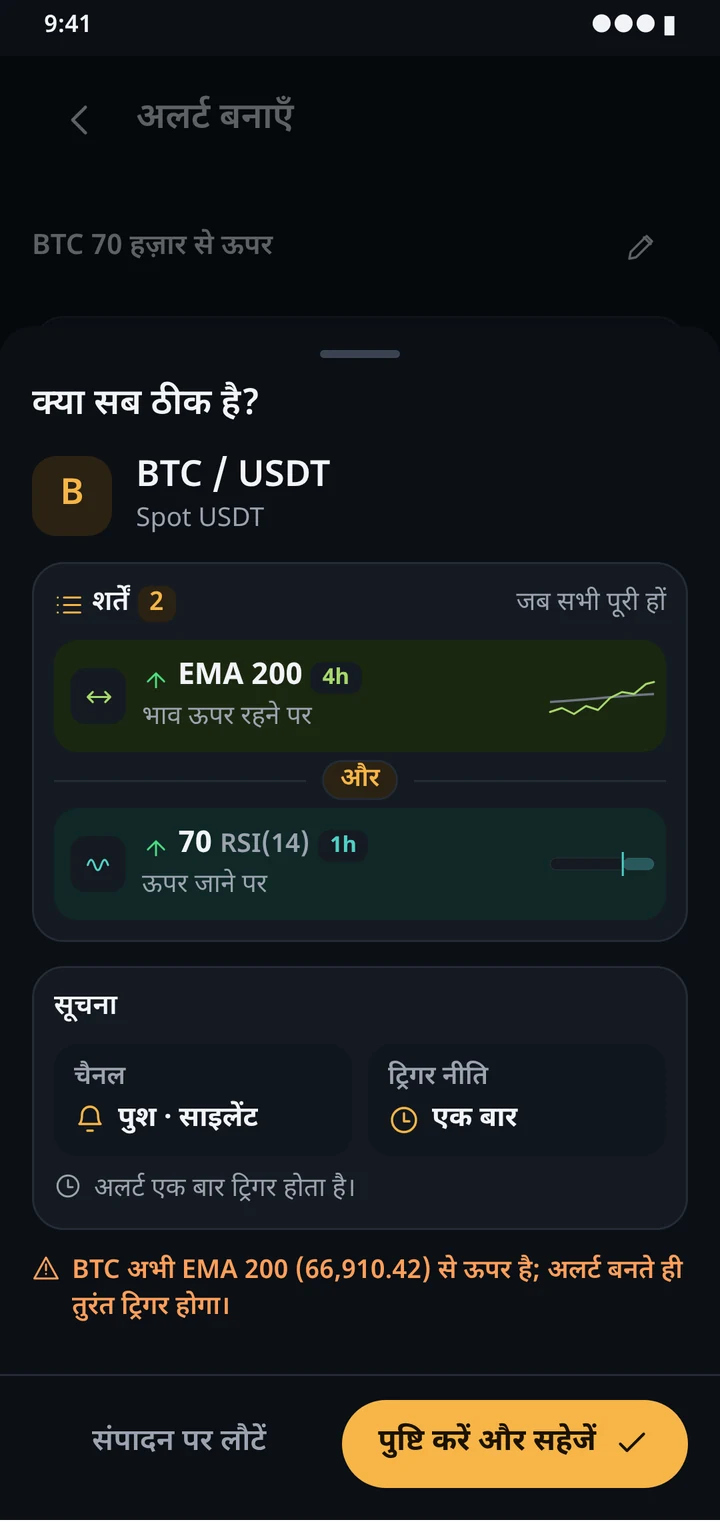 9:41
अलर्ट बनाएँ
BTC 70 हज़ार से ऊपर
क्या सब ठीक है?
B
BTC / USDT
Spot USDT
शर्तें 2
जब सभी पूरी हों
EMA 200 4h
भाव ऊपर रहने पर
और
70 RSI(14) 1h
ऊपर जाने पर
सूचना
चैनल
पुश · साइलेंट
ट्रिगर नीति
एक बार
अलर्ट एक बार ट्रिगर होता है।
BTC अभी EMA 200 (66,910.42) से ऊपर है; अलर्ट बनते ही
तुरंत ट्रिगर होगा।
संपादन पर लौटें
पुष्टि करें और सहेजें